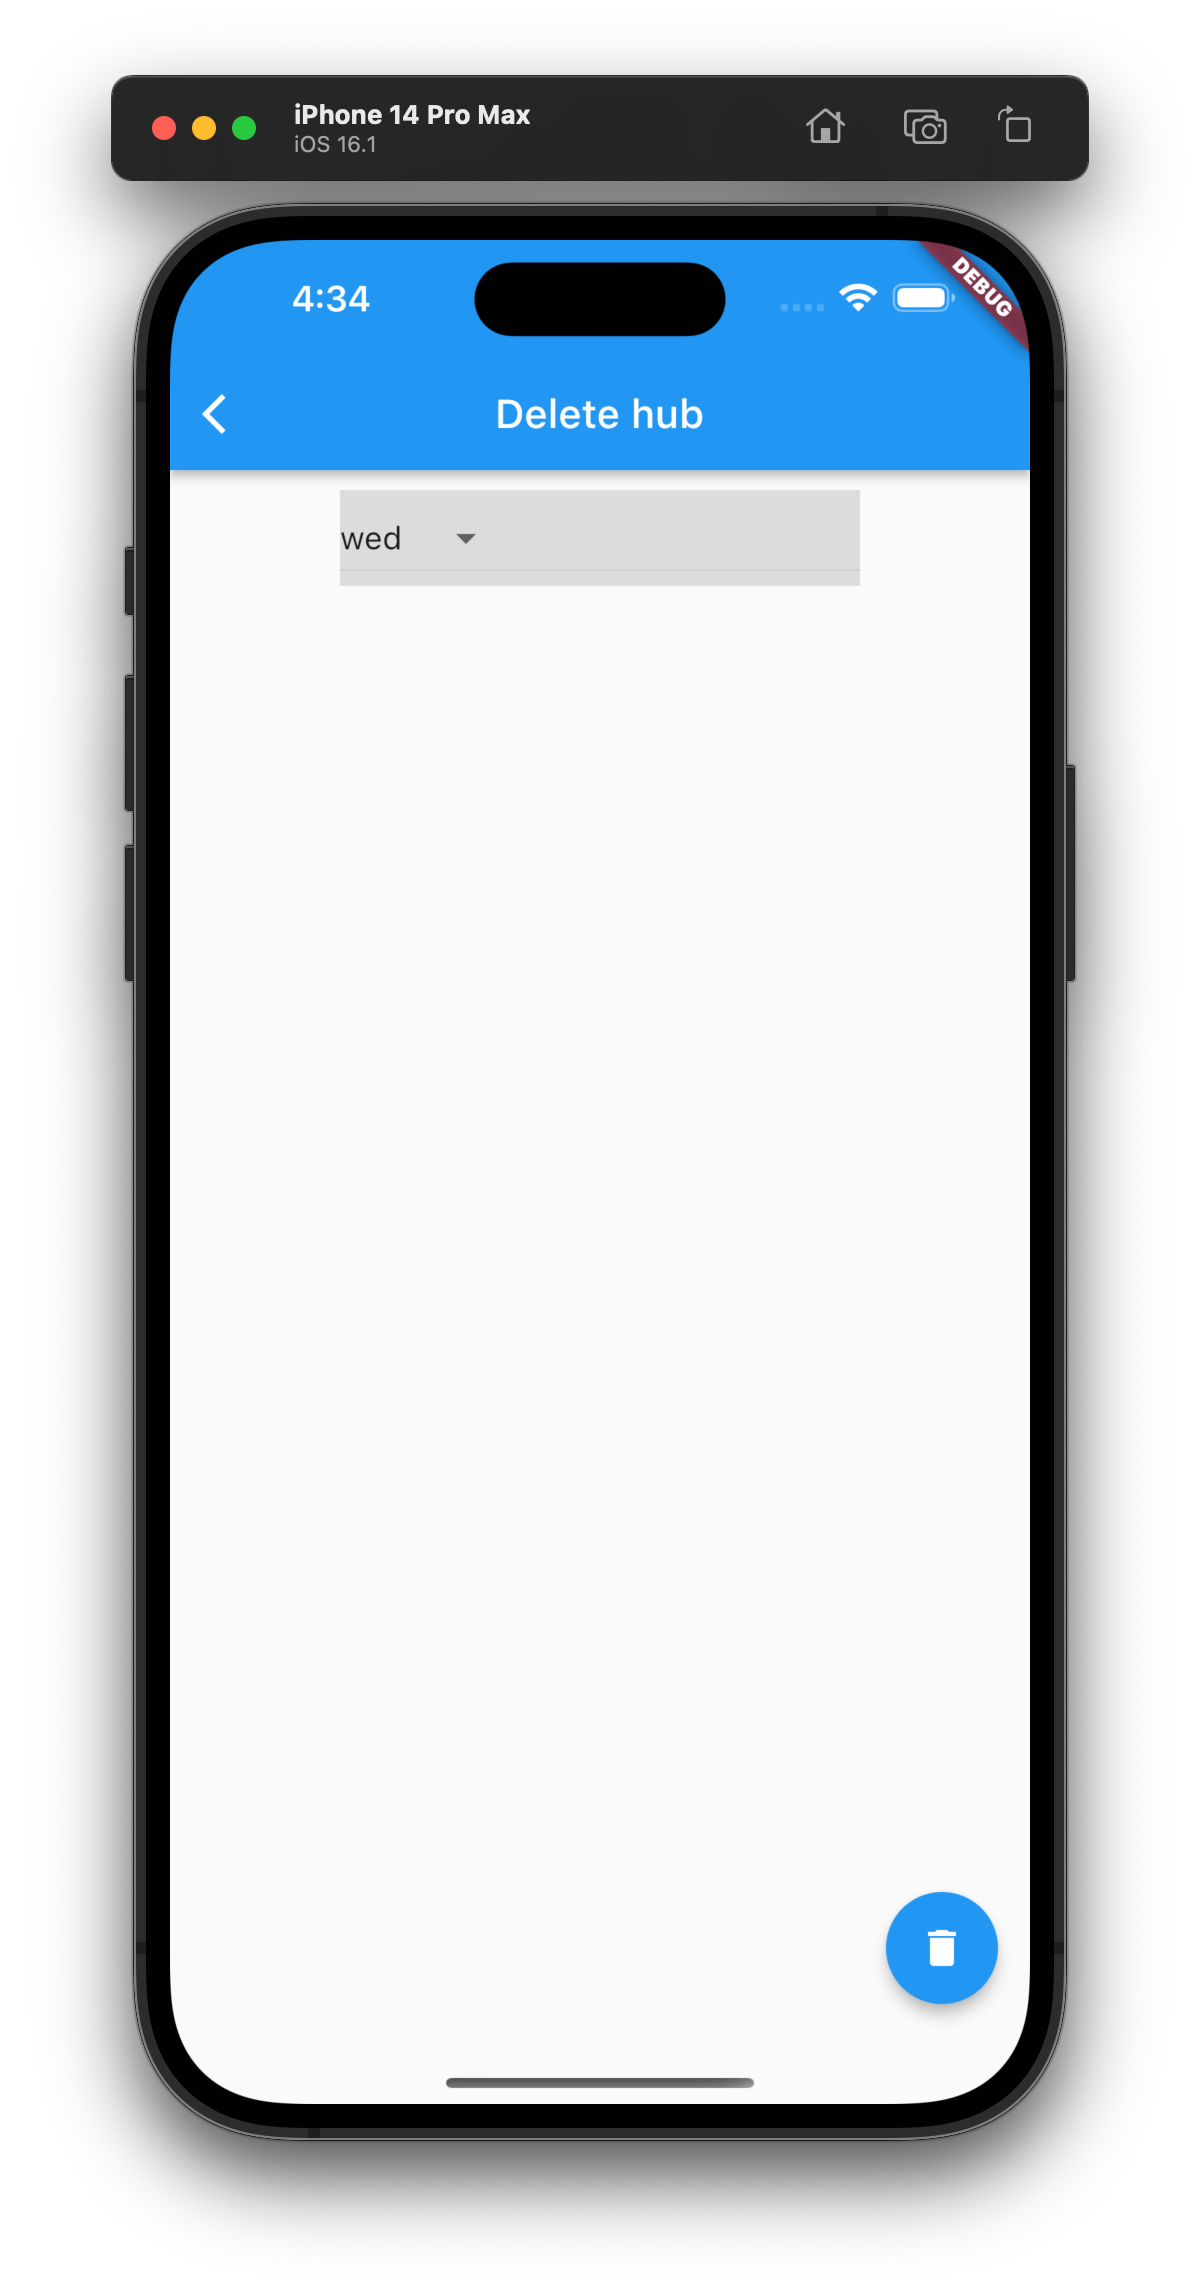 iPhone 14 Pro Max
iOS 16.1
4:34
DEBUG
Delete hub
wed